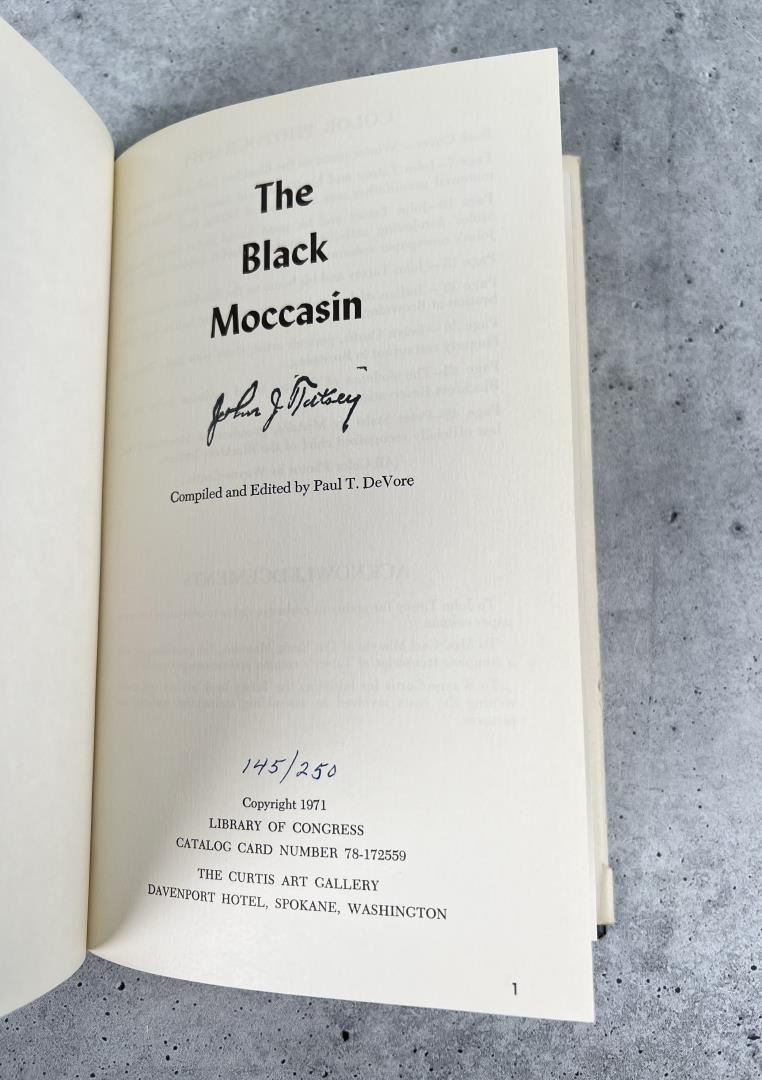 The
Black
Moccasin
John J Tatsey
Compiled and Edited by Paul T. DeVore
145/250
Copyright 1971
LIBRARY OF CONGRESS
CATALOG CARD NUMBER 78-172559
THE CURTIS ART GALLERY
DAVENPORT HOTEL, SPOKANE, WASHINGTON
1